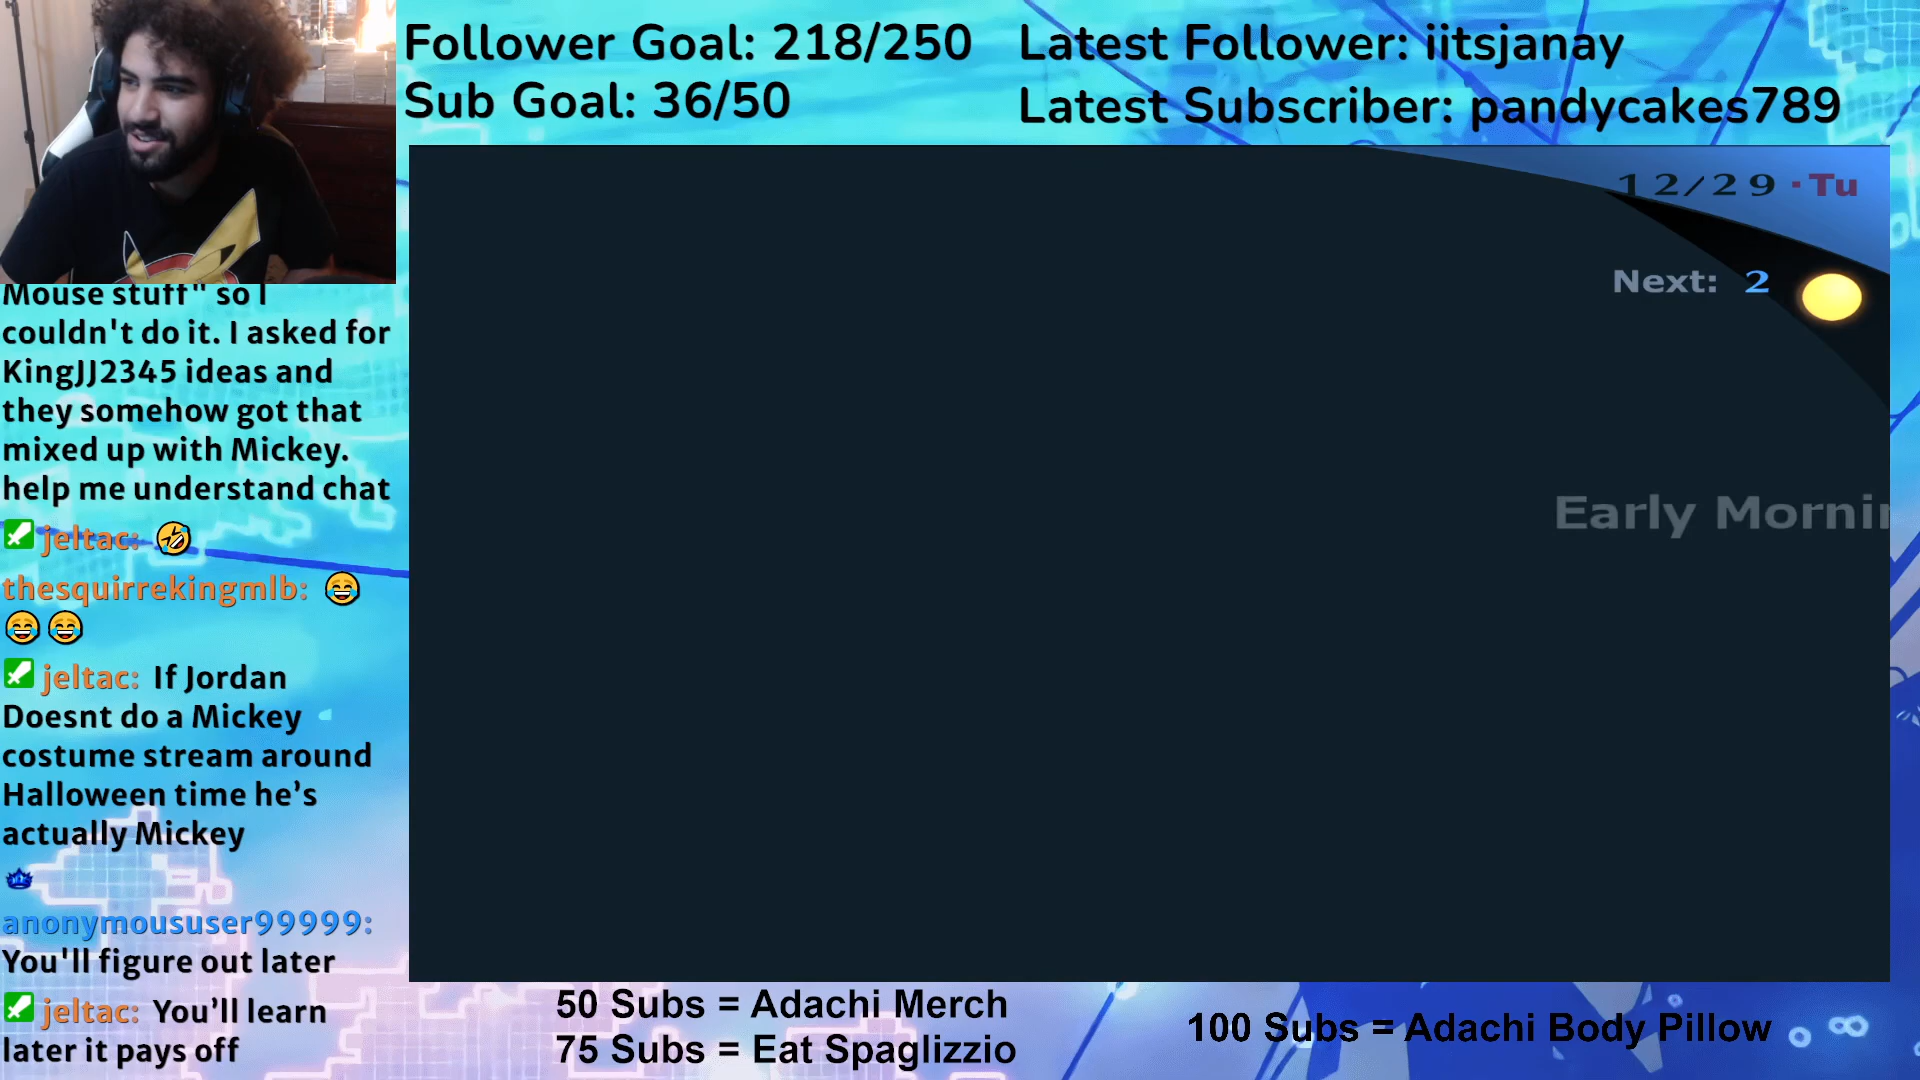 Follower Goal: 218/250
Sub Goal: 36/50
Latest Follower: iitsjanay
Latest Subscriber: pandycakes789
12/29 · Tu
Next: 2
Early Mornin
Mouse stuff" so I
couldn't do it. I asked for
KingJJ2345 ideas and
they somehow got that
mixed up with Mickey.
help me understand chat
jeltac: 🤣
thesquirrekingmlb: 😂
😂 😂
jeltac: If Jordan
Doesnt do a Mickey
costume stream around
Halloween time he's
actually Mickey
anonymoususer99999:
You'll figure out later
jeltac: You'll learn
later it pays off
50 Subs = Adachi Merch
75 Subs = Eat Spaglizzio
100 Subs = Adachi Body Pillow